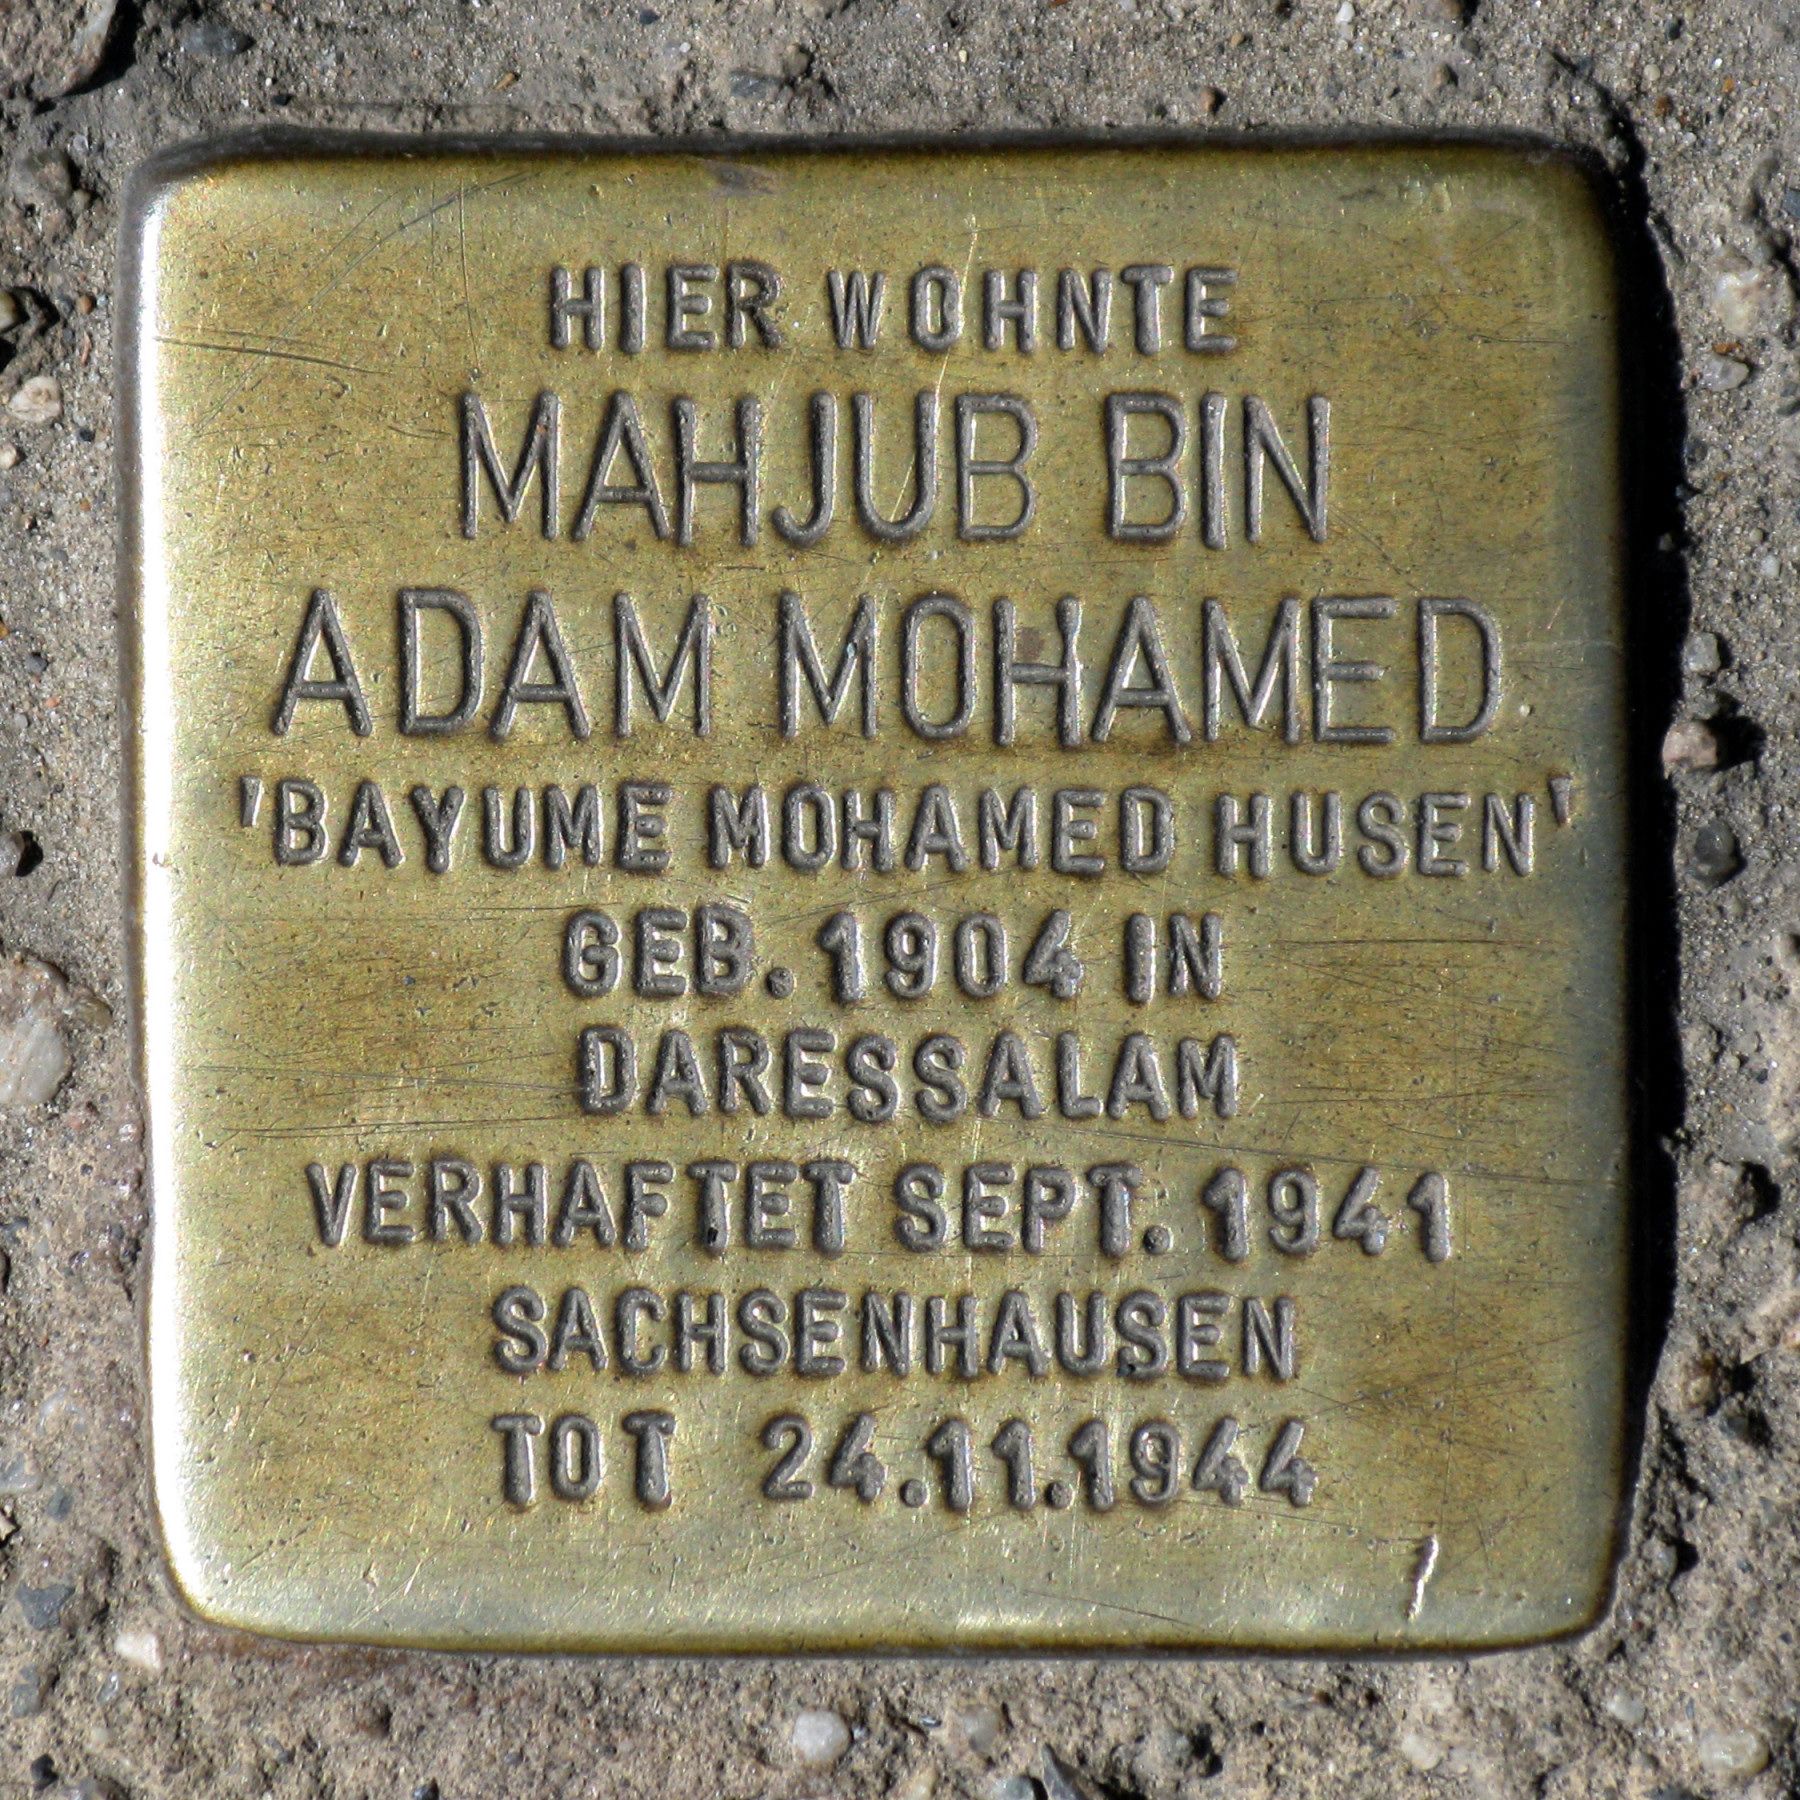 HIER WOHNTE
MAHJUB BIN
ADAM MOHAMED
'BAYUME MOHAMED HUSEN'
GEB. 1904 IN
DARESSALAM
VERHAFTET SEPT. 1941
SACHSENHAUSEN
TOT 24.11.1944